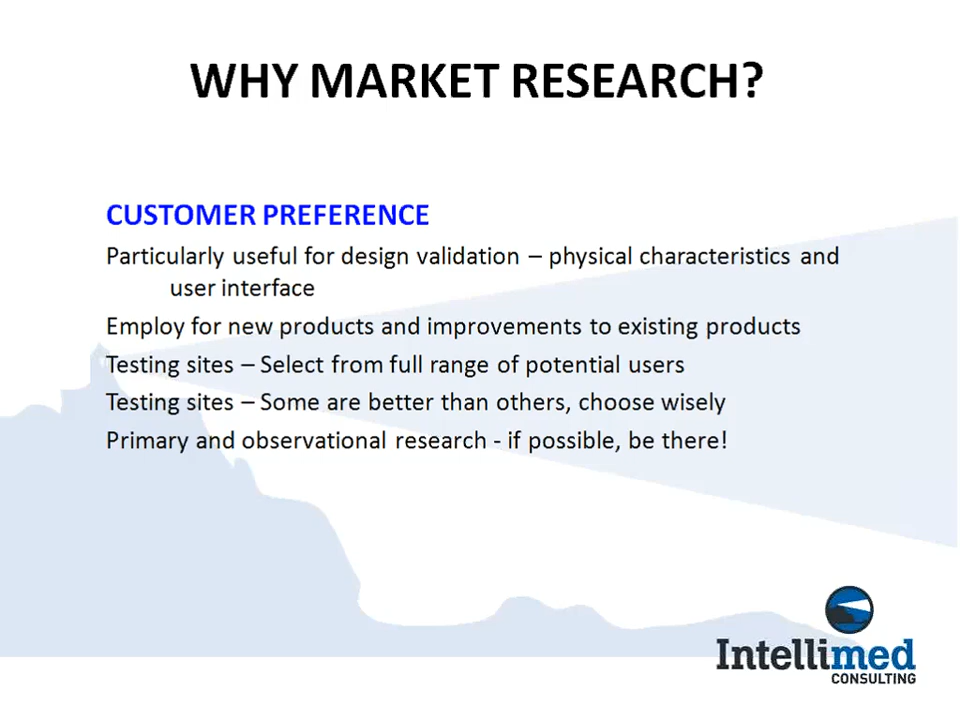 WHY MARKET RESEARCH?
CUSTOMER PREFERENCE
Particularly useful for design validation – physical characteristics and
user interface
Employ for new products and improvements to existing products
Testing sites – Select from full range of potential users
Testing sites – Some are better than others, choose wisely
Primary and observational research - if possible, be there!
Intellimed
CONSULTING